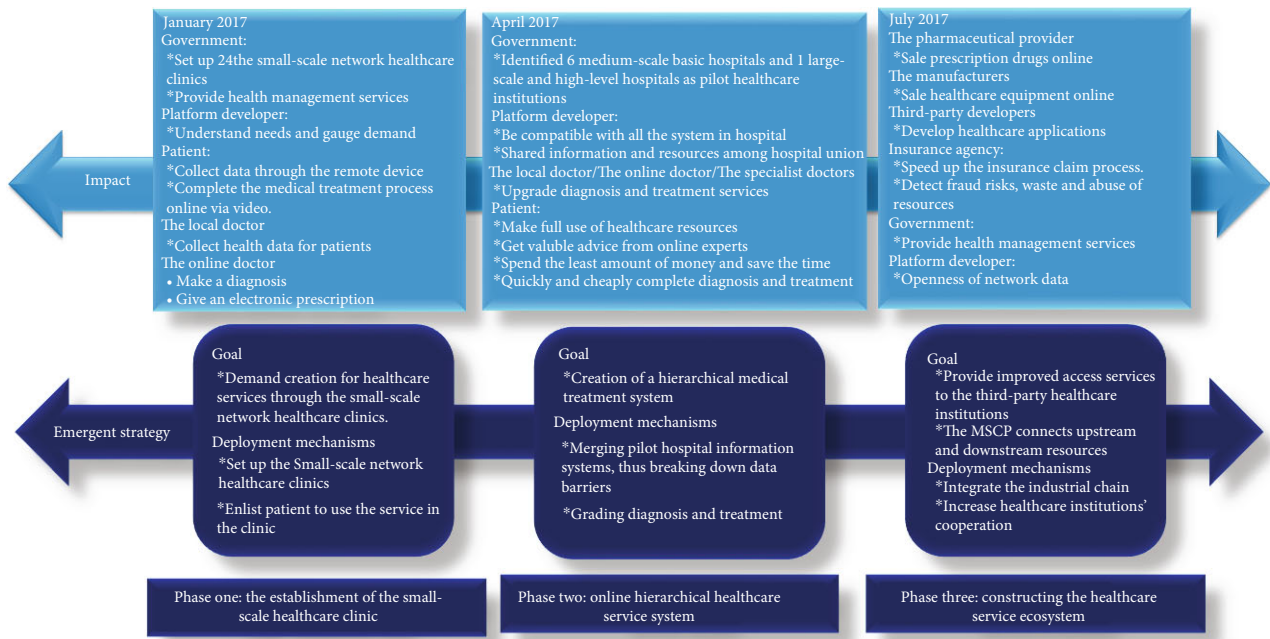 January 2017
Government:
*Set up 24the small-scale network healthcare
clinics
*Provide health management services
Platform developer:
*Understand needs and gauge demand
Patient:
*Collect data through the remote device
*Complete the medical treatment process
online via video.
The local doctor
*Collect health data for patients
The online doctor
• Make a diagnosis
• Give an electronic prescription
April 2017
Government:
*Identified 6 medium-scale basic hospitals and 1 large-
scale and high-level hospitals as pilot healthcare
institutions
Platform developer:
*Be compatible with all the system in hospital
*Shared information and resources among hospital union
The local doctor/The online doctor/The specialist doctors
*Upgrade diagnosis and treatment services
Patient:
*Make full use of healthcare resources
*Get valuble advice from online experts
*Spend the least amount of money and save the time
*Quickly and cheaply complete diagnosis and treatment
July 2017
The pharmaceutical provider
*Sale prescription drugs online
The manufacturers
*Sale healthcare equipment online
Third-party developers
*Develop healthcare applications
Insurance agency:
*Speed up the insurance claim process.
*Detect fraud risks, waste and abuse of
resources
Government:
*Provide health management services
Platform developer:
*Openness of network data
Impact
Emergent strategy
Goal
*Demand creation for healthcare
services through the small-scale
network healthcare clinics.
Deployment mechanisms
*Set up the Small-scale network
healthcare clinics
*Enlist patient to use the service in
the clinic
Goal
*Creation of a hierarchical medical
treatment system
Deployment mechanisms
*Merging pilot hospital information
systems, thus breaking down data
barriers
*Grading diagnosis and treatment
Goal
*Provide improved access services
to the third-party healthcare
institutions
*The MSCP connects upstream
and downstream resources
Deployment mechanisms
*Integrate the industrial chain
*Increase healthcare institutions'
cooperation
Phase one: the establishment of the small-
scale healthcare clinic
Phase two: online hierarchical healthcare
service system
Phase three: constructing the healthcare
service ecosystem